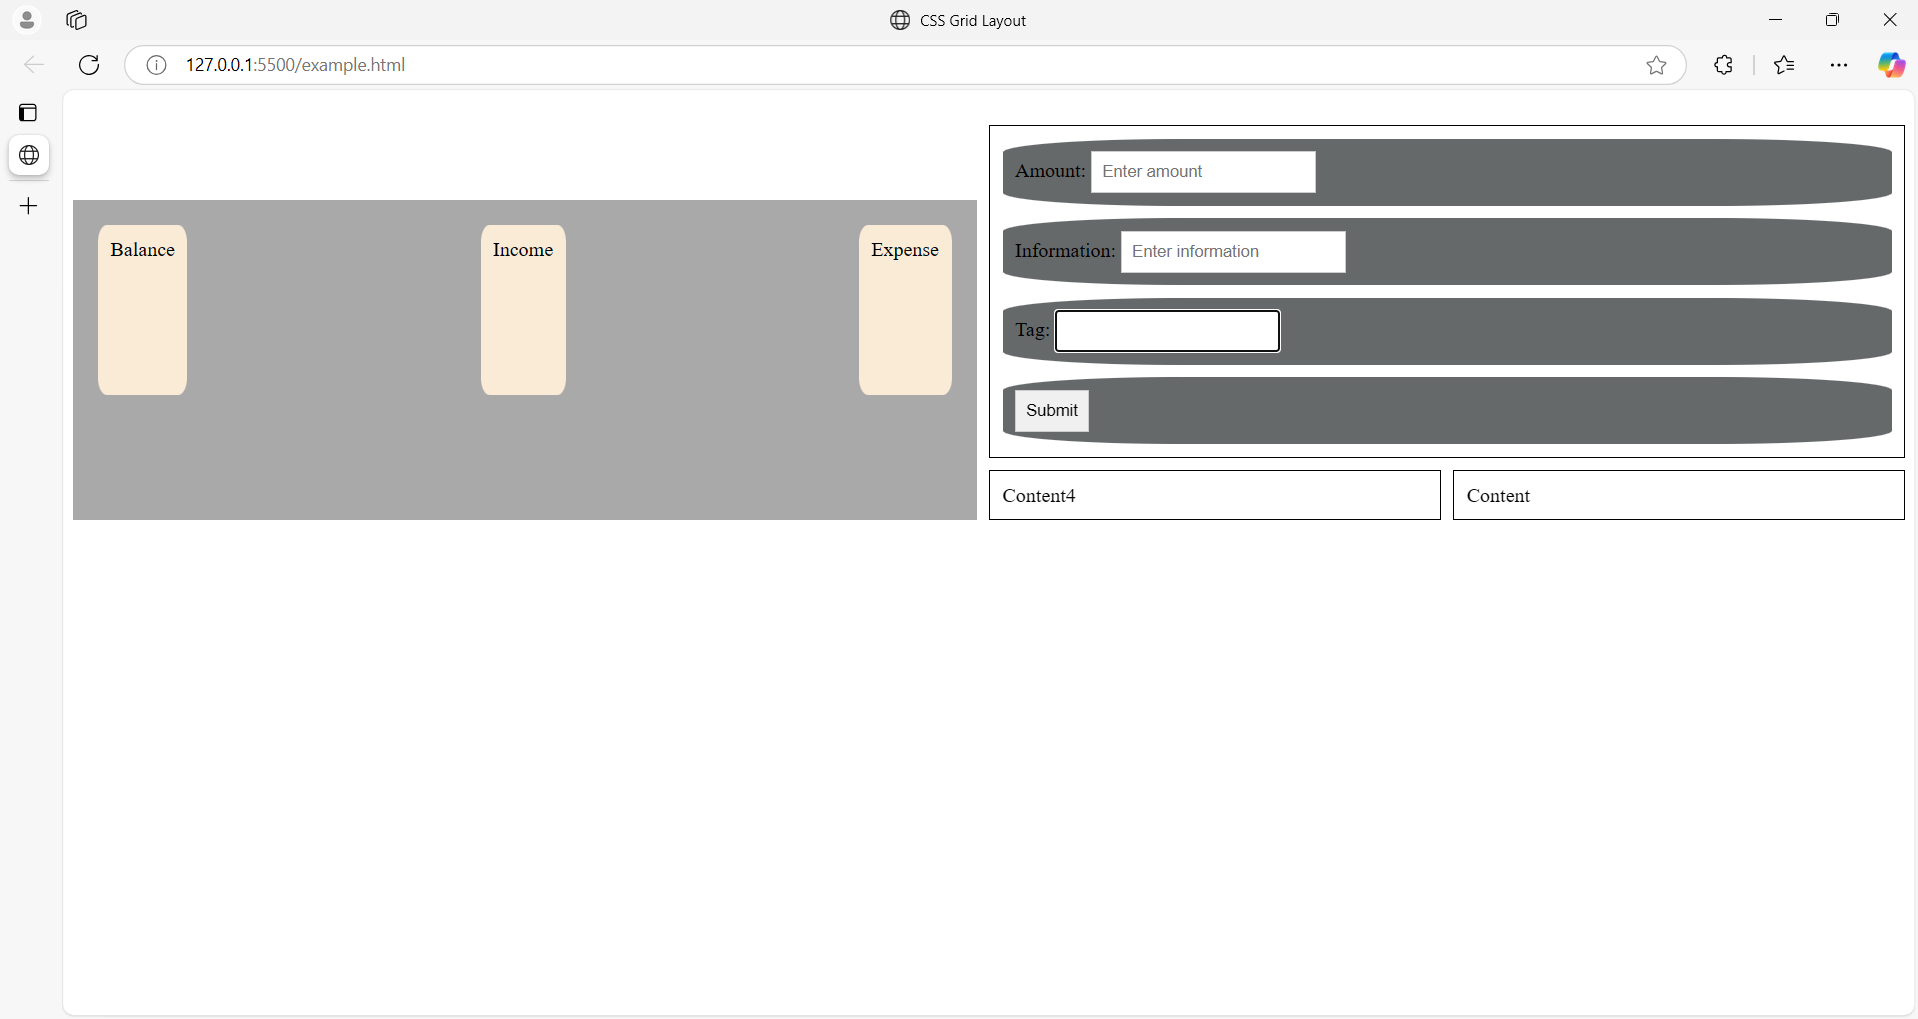 CSS Grid Layout
127.0.0.1:5500/example.html
Balance
Income
Expense
Amount: Enter amount
Information: Enter information
Tag:
Submit
Content4
Content